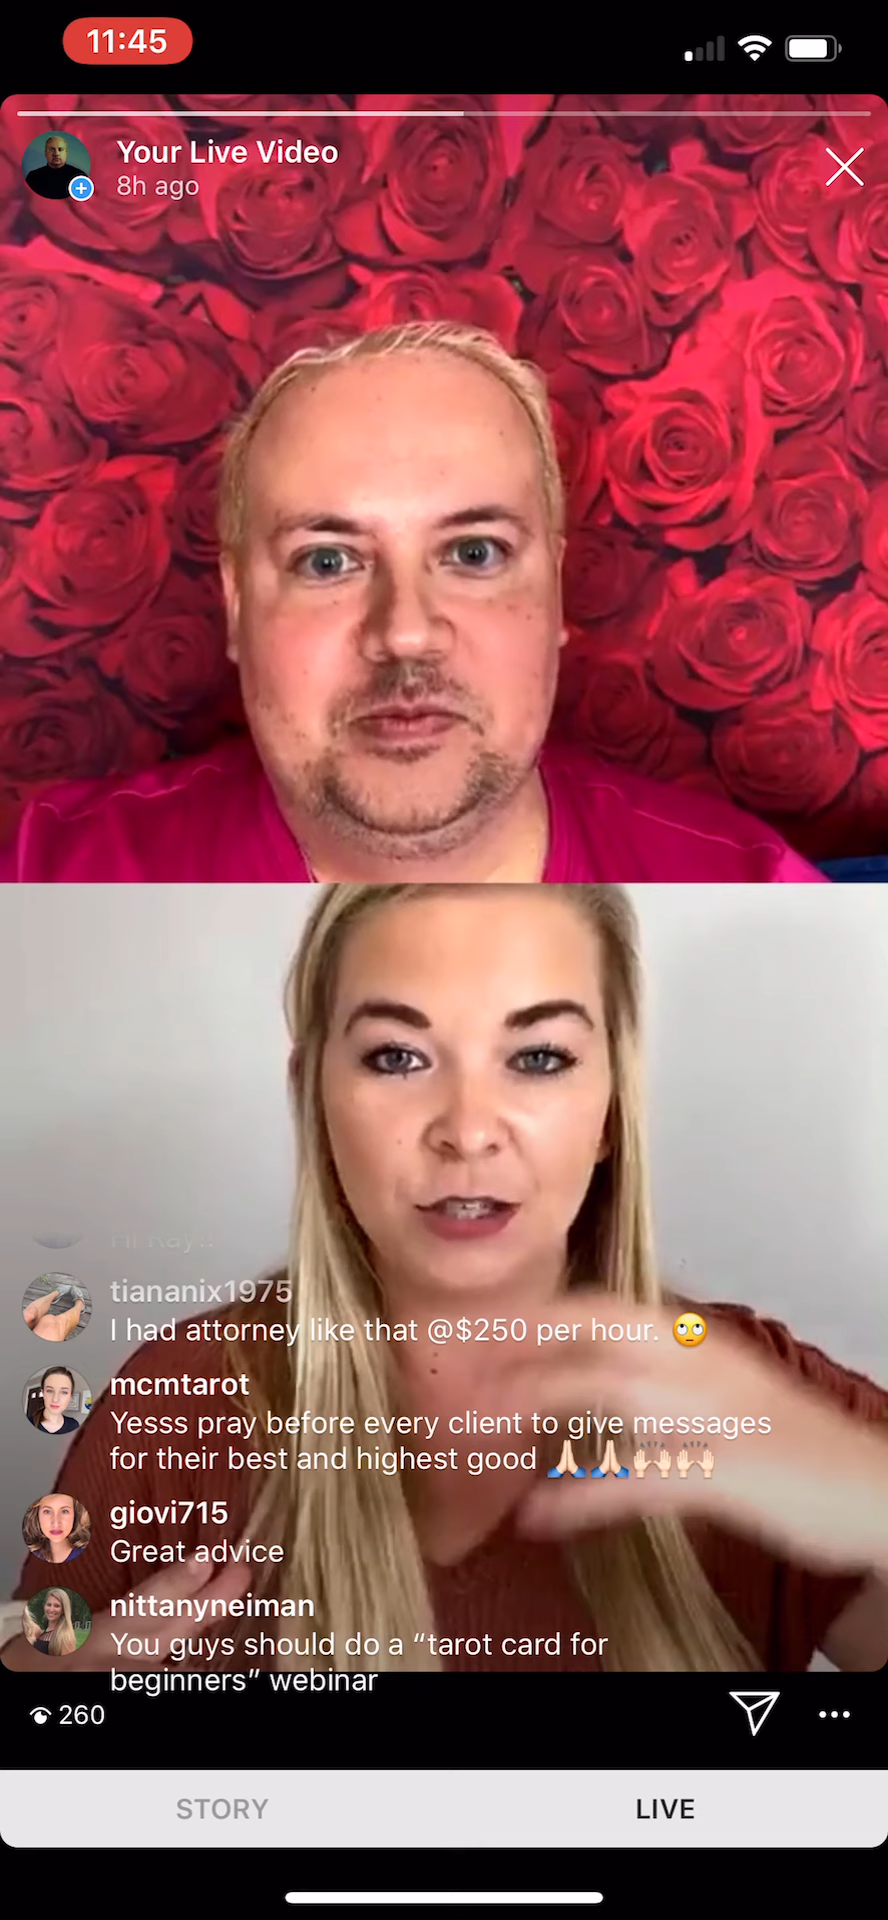 11:45
Your Live Video
8h ago
Hi Ray!!
tiananix1975
I had attorney like that @$250 per hour. 🙄
mcmtarot
Yesss pray before every client to give messages
for their best and highest good 🙏🏻🙏🏻🙌🏻🙌🏻
giovi715
Great advice
nittanyneiman
You guys should do a “tarot card for
beginners” webinar
260
STORY
LIVE